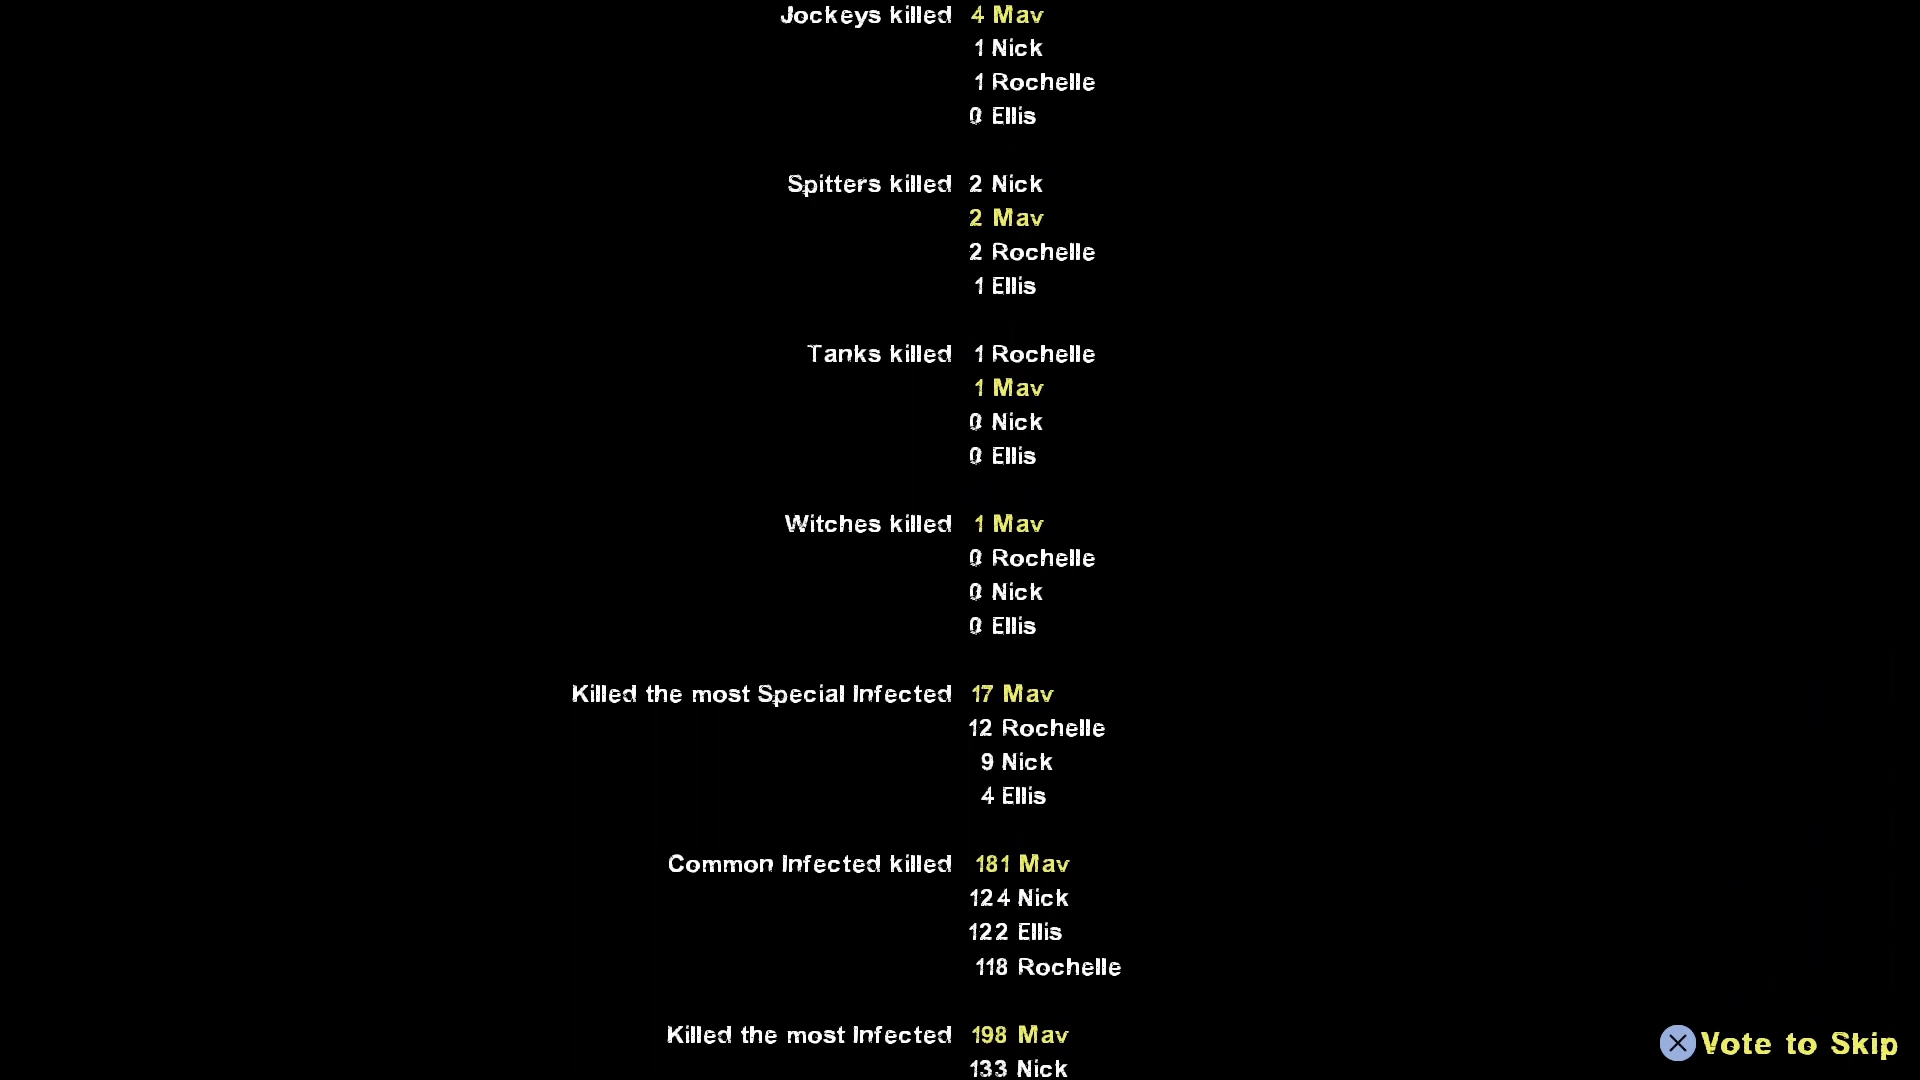 Jockeys killed 4 Mav
1 Nick
1 Rochelle
0 Ellis
Spitters killed 2 Nick
2 Mav
2 Rochelle
1 Ellis
Tanks killed 1 Rochelle
1 Mav
0 Nick
0 Ellis
Witches killed 1 Mav
0 Rochelle
0 Nick
0 Ellis
Killed the most Special Infected 17 Mav
12 Rochelle
9 Nick
4 Ellis
Common Infected killed 181 Mav
124 Nick
122 Ellis
118 Rochelle
Killed the most Infected 198 Mav
133 Nick
Vote to Skip